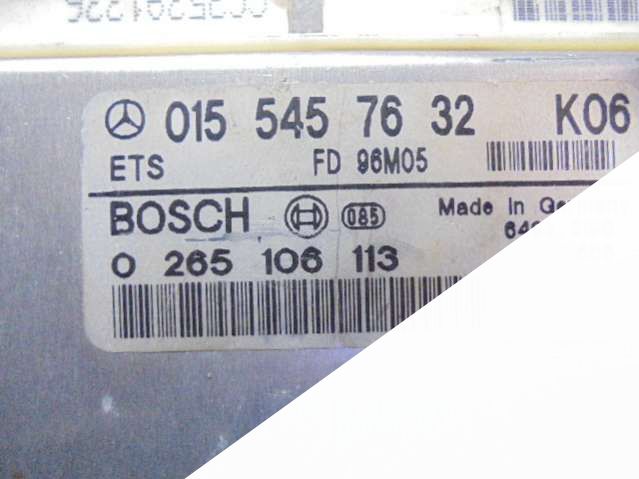 015 545 76 32 K06
ETS FD 96M05
BOSCH 085 Made In
0 265 106 113